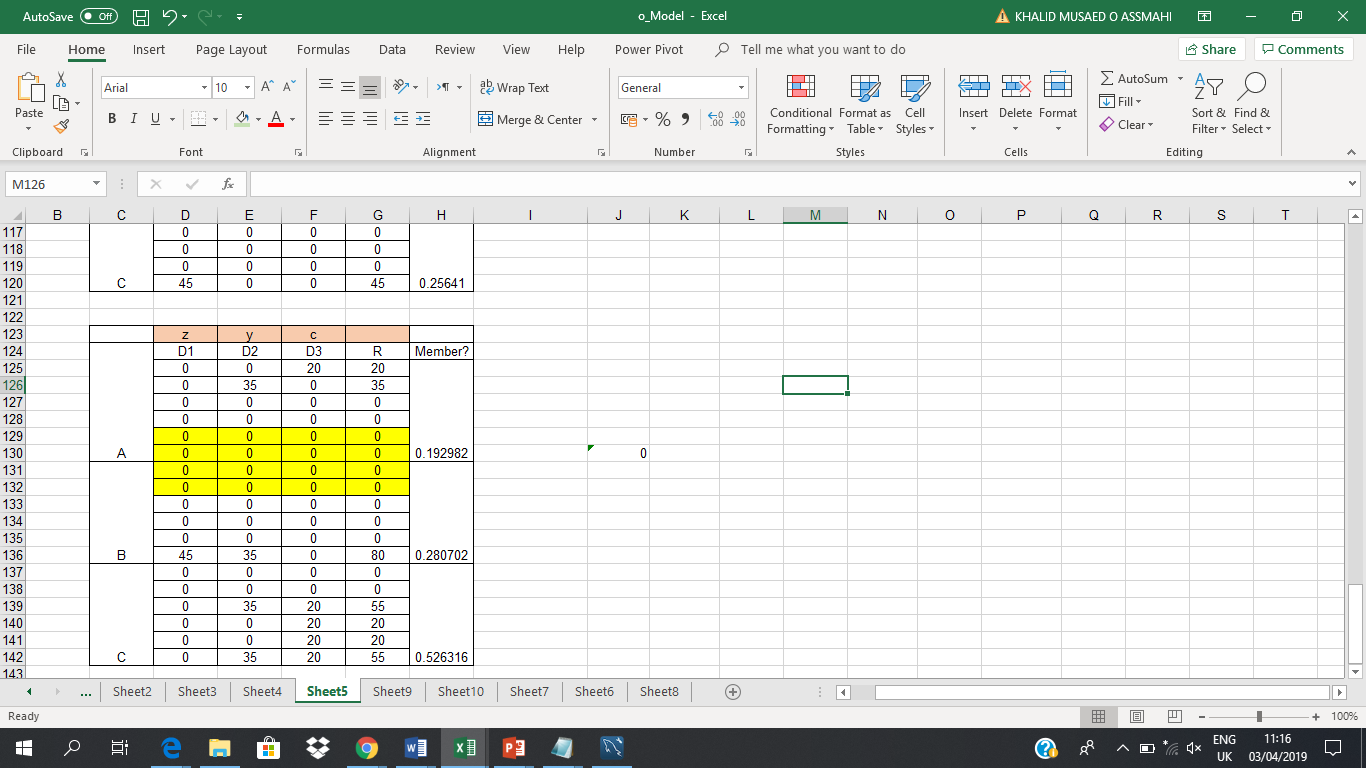 AutoSave Off o_Model - Excel KHALID MUSAED O ASSMAHI
File Home Insert Page Layout Formulas Data Review View Help Power Pivot Tell me what you want to do Share Comments
Paste Arial 10 Wrap Text General Conditional Formatting Format as Table Cell Styles Insert Delete Format AutoSum Sort & Filter Find & Select
B I U A Merge & Center % Fill
Clear
Clipboard Font Alignment Number Styles Cells Editing
M126 fx
B C D E F G H I J K L M N O P Q R S T
117 0 0 0 0
118 0 0 0 0
119 0 0 0 0
120 C 45 0 0 45 0.25641
121
122
123 z y c
124 D1 D2 D3 R Member?
125 0 0 20 20
126 0 35 0 35
127 0 0 0 0
128 0 0 0 0
129 0 0 0 0
130 A 0 0 0 0 0.192982 0
131 0 0 0 0
132 0 0 0 0
133 0 0 0 0
134 0 0 0 0
135 0 0 0 0
136 B 45 35 0 80 0.280702
137 0 0 0 0
138 0 0 0 0
139 0 35 20 55
140 0 0 20 20
141 0 0 20 20
142 C 0 35 20 55 0.526316
143
... Sheet2 Sheet3 Sheet4 Sheet5 Sheet9 Sheet10 Sheet7 Sheet6 Sheet8
Ready 100%
ENG 11:16
UK 03/04/2019